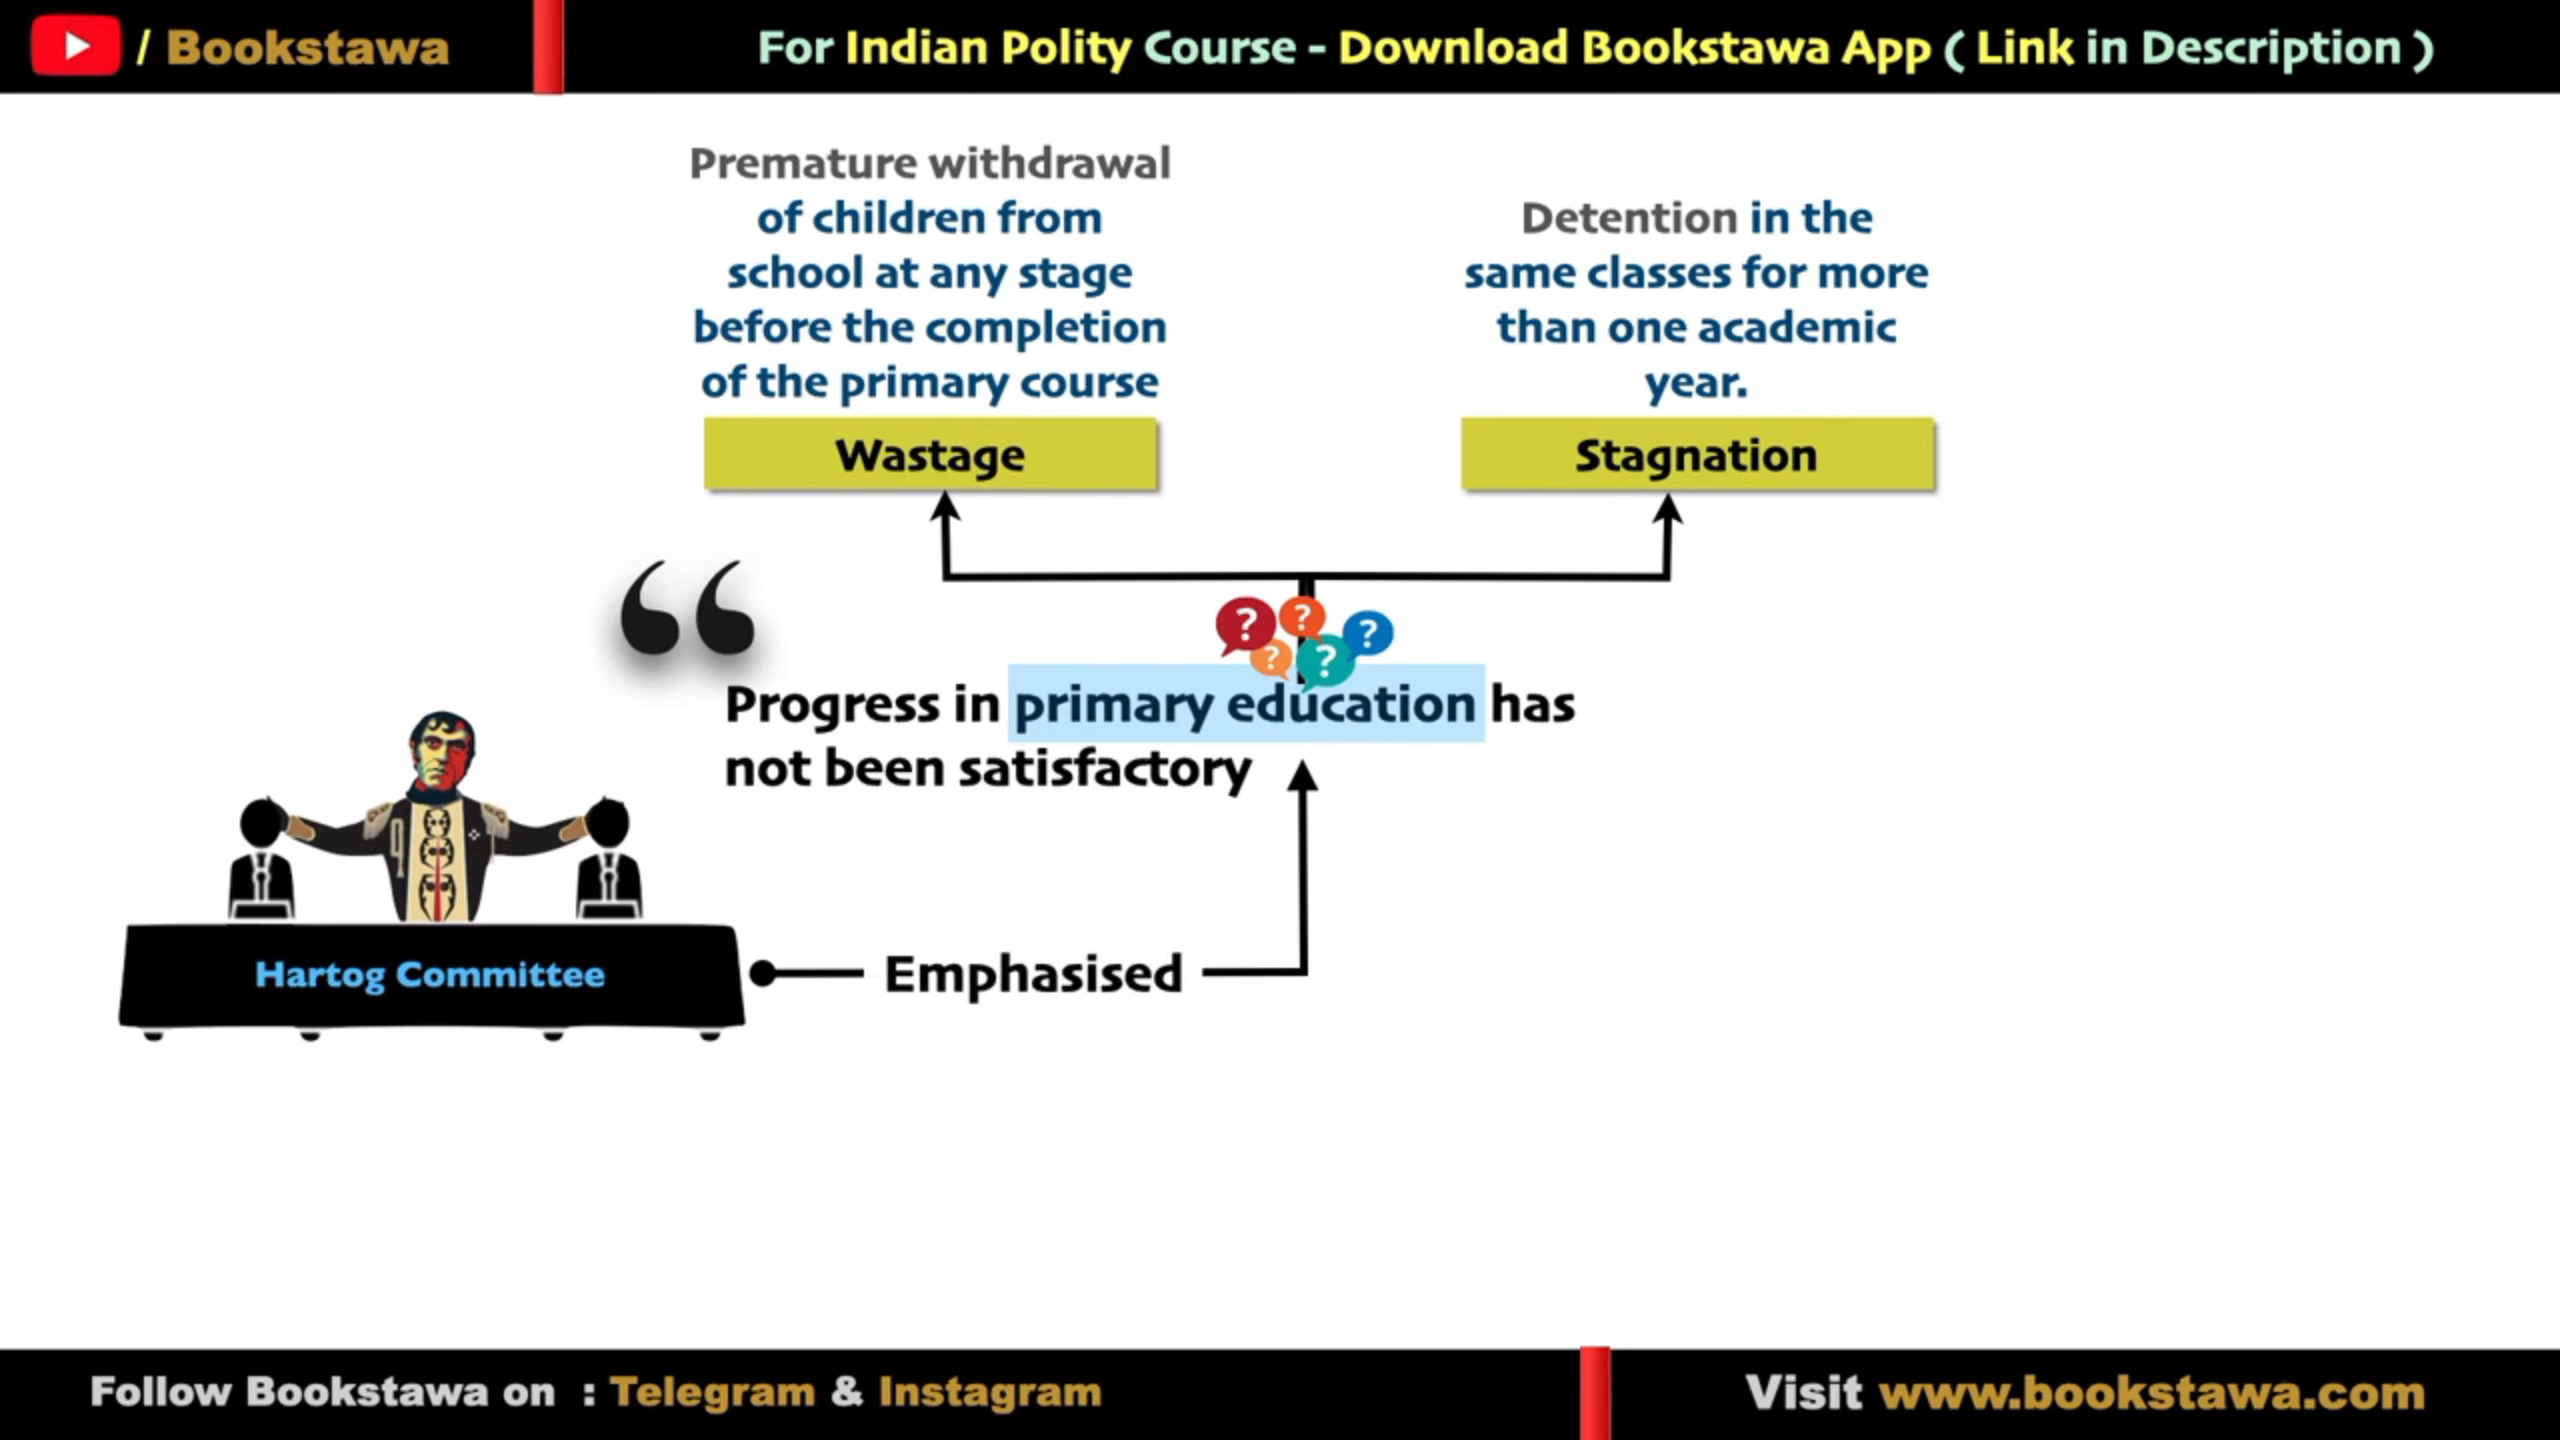 / Bookstawa
For Indian Polity Course - Download Bookstawa App ( Link in Description )
Premature withdrawal
of children from
school at any stage
before the completion
of the primary course
Wastage
Detention in the
same classes for more
than one academic
year.
Stagnation
“
? ? ? ? ?
Progress in primary education has
not been satisfactory
Hartog Committee
Emphasised
Follow Bookstawa on : Telegram & Instagram
Visit www.bookstawa.com